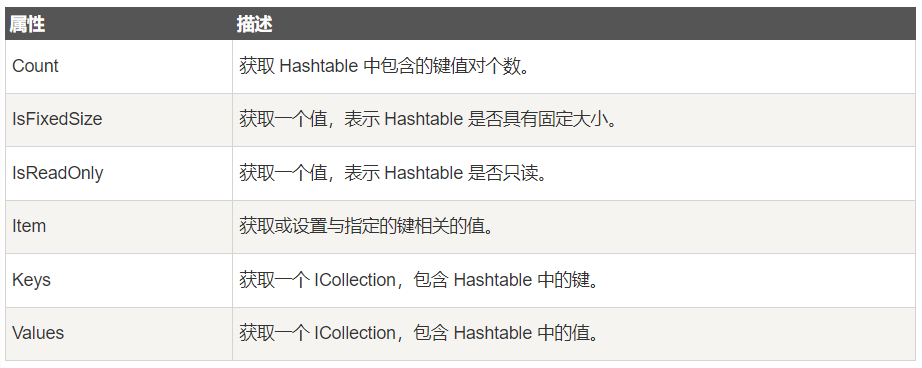 属性 描述
Count 获取 Hashtable 中包含的键值对个数。
IsFixedSize 获取一个值，表示 Hashtable 是否具有固定大小。
IsReadOnly 获取一个值，表示 Hashtable 是否只读。
Item 获取或设置与指定的键相关的值。
Keys 获取一个 ICollection，包含 Hashtable 中的键。
Values 获取一个 ICollection，包含 Hashtable 中的值。